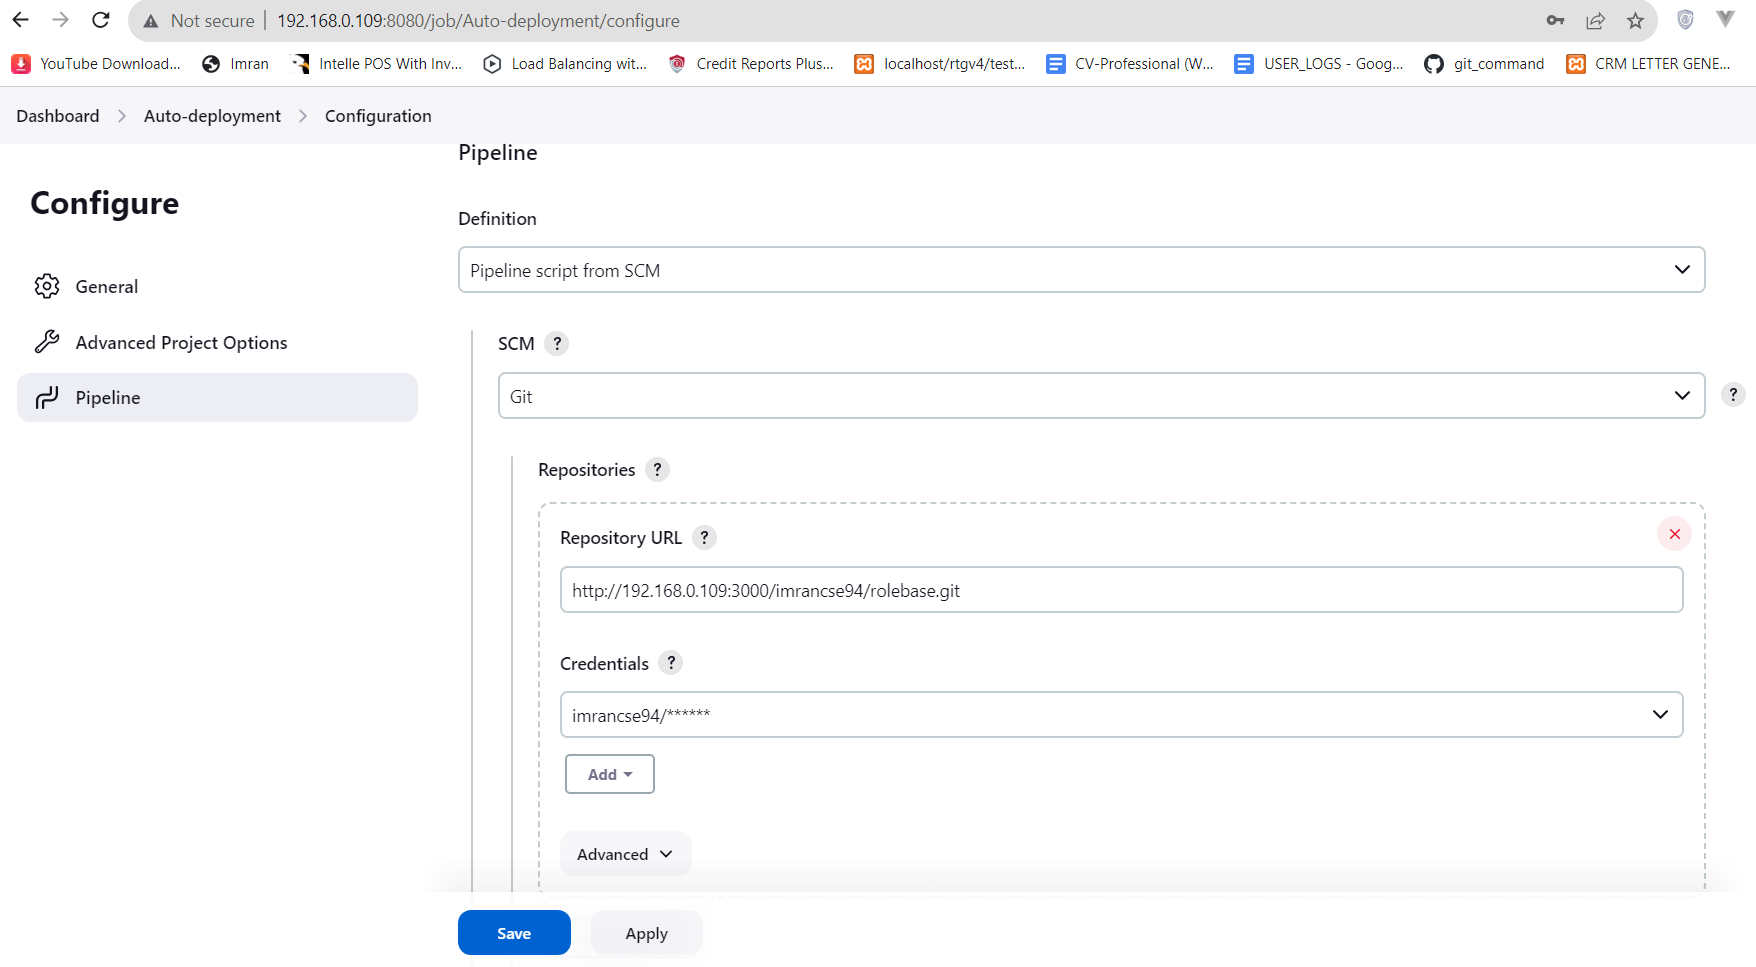 Not secure | 192.168.0.109:8080/job/Auto-deployment/configure
YouTube Download... Imran Intelle POS With Inv... Load Balancing wit... Credit Reports Plus... localhost/rtgv4/test... CV-Professional (W... USER_LOGS - Goog... git_command CRM LETTER GENE...
Dashboard > Auto-deployment > Configuration
Configure
General
Advanced Project Options
Pipeline
Pipeline
Definition
Pipeline script from SCM
SCM ?
Git
?
Repositories ?
Repository URL ?
http://192.168.0.109:3000/imrancse94/rolebase.git
Credentials ?
imrancse94/******
Add
Advanced
Save Apply